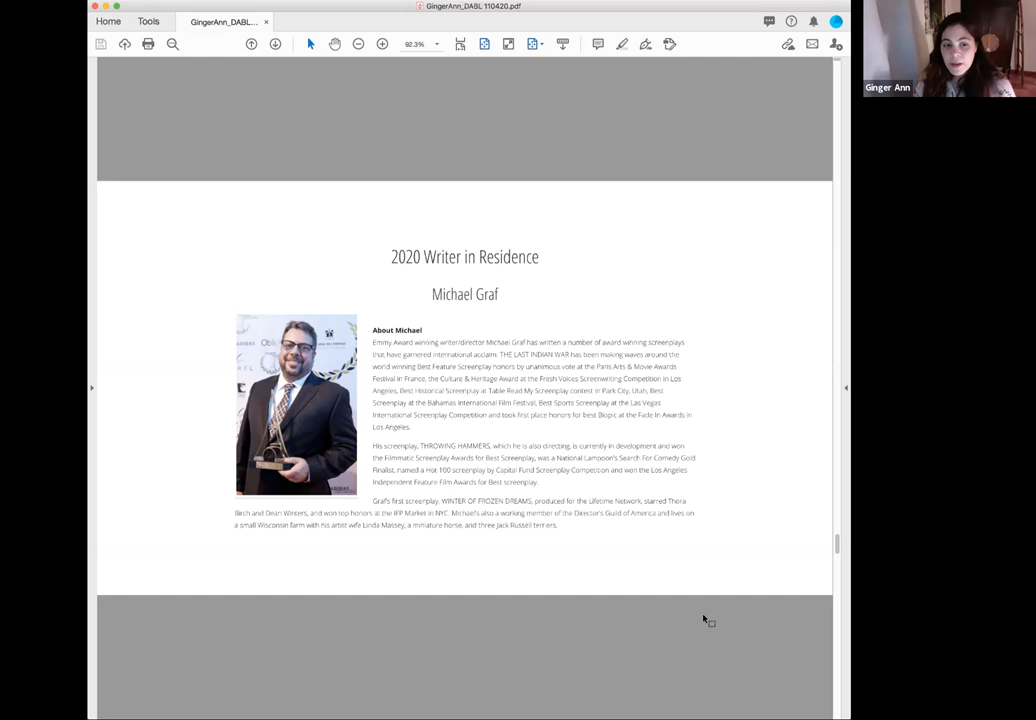 GingerAnn_DABL 110420.pdf
Home Tools GingerAnn_DABL... ×
92.3%
Ginger Ann
2020 Writer in Residence
Michael Graf
About Michael
Emmy Award winning writer/director Michael Graf has written a number of award winning screenplays
that have garnered international acclaim. THE LAST INDIAN WAR has been making waves around the
world winning Best Feature Screenplay honors by unanimous vote at the Paris Arts & Movie Awards
Festival in France, the Culture & Heritage Award at the Fresh Voices Screenwriting Competition in Los
Angeles, Best Historical Screenplay at Table Read My Screenplay contest in Park City, Utah, Best
Screenplay at the Bahamas International Film Festival, Best Sports Screenplay at the Las Vegas
International Screenplay Competition and took first place honors for best Biopic at the Fade In Awards in
Los Angeles.
His screenplay, THROWING HAMMERS, which he is also directing, is currently in development and won
the Filmmatic Screenplay Awards for Best Screenplay, was a National Lampoon's Search For Comedy Gold
Finalist, named a Hot 100 screenplay by Capital Fund Screenplay Competition and won the Los Angeles
Independent Feature Film Awards for Best screenplay.
Graf's first screenplay, WINTER OF FROZEN DREAMS, produced for the Lifetime Network, starred Thora
Birch and Dean Winters, and won top honors at the IFP Market in NYC. Michael's also a working member of the Director's Guild of America and lives on
a small Wisconsin farm with his artist wife Linda Massey, a miniature horse, and three Jack Russell terriers.